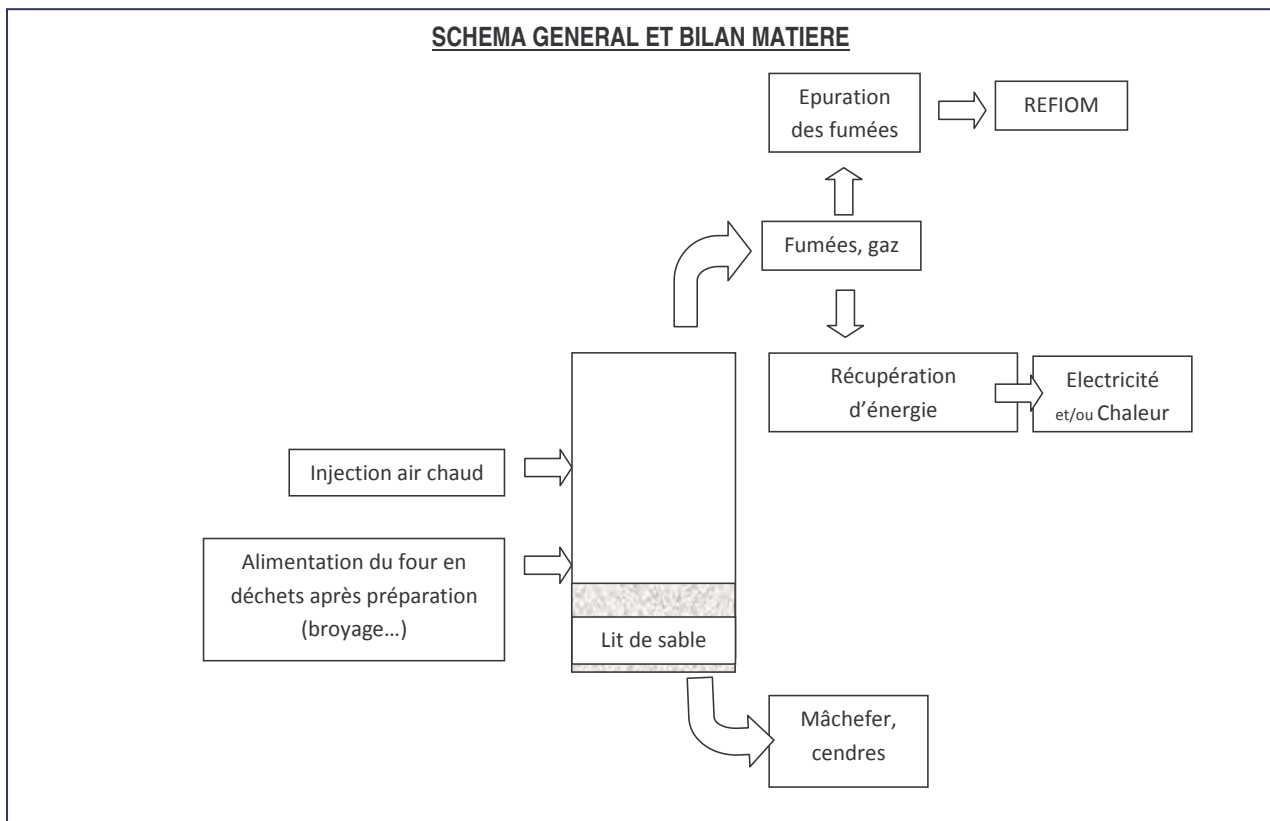 SCHEMA GENERAL ET BILAN MATIERE
Epuration
des fumées
REFIOM
Fumées, gaz
Récupération
d’énergie
Electricité
et/ou Chaleur
Injection air chaud
Alimentation du four en
déchets après préparation
(broyage…)
Lit de sable
Mâchefer,
cendres